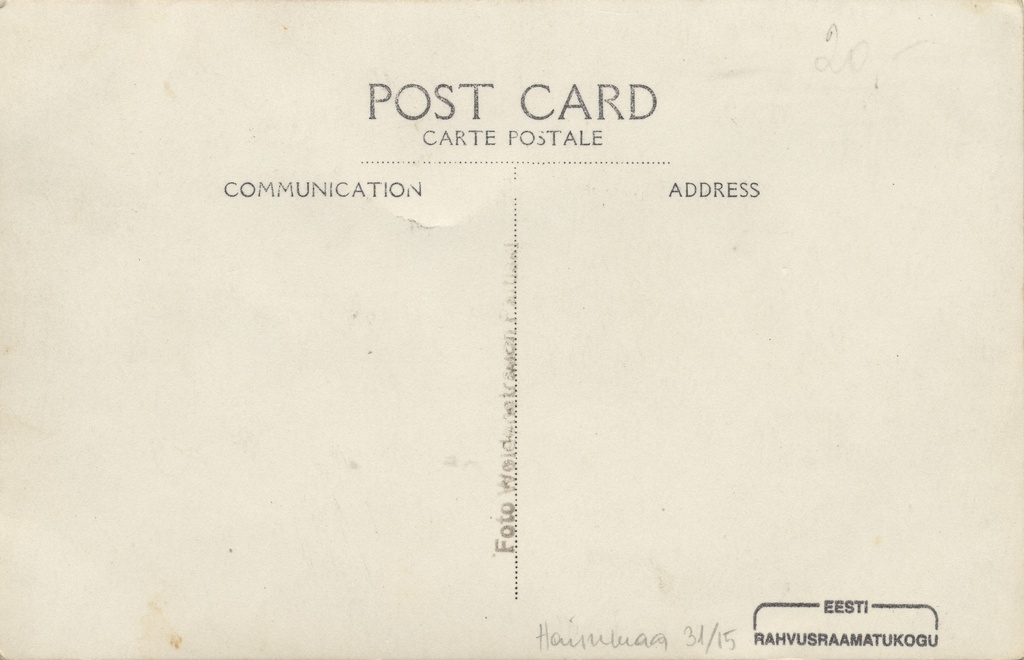 20,-
POST CARD
CARTE POSTALE
COMMUNICATION
ADDRESS
Foto
31/15
EESTI
RAHVUSRAAMATUKOGU